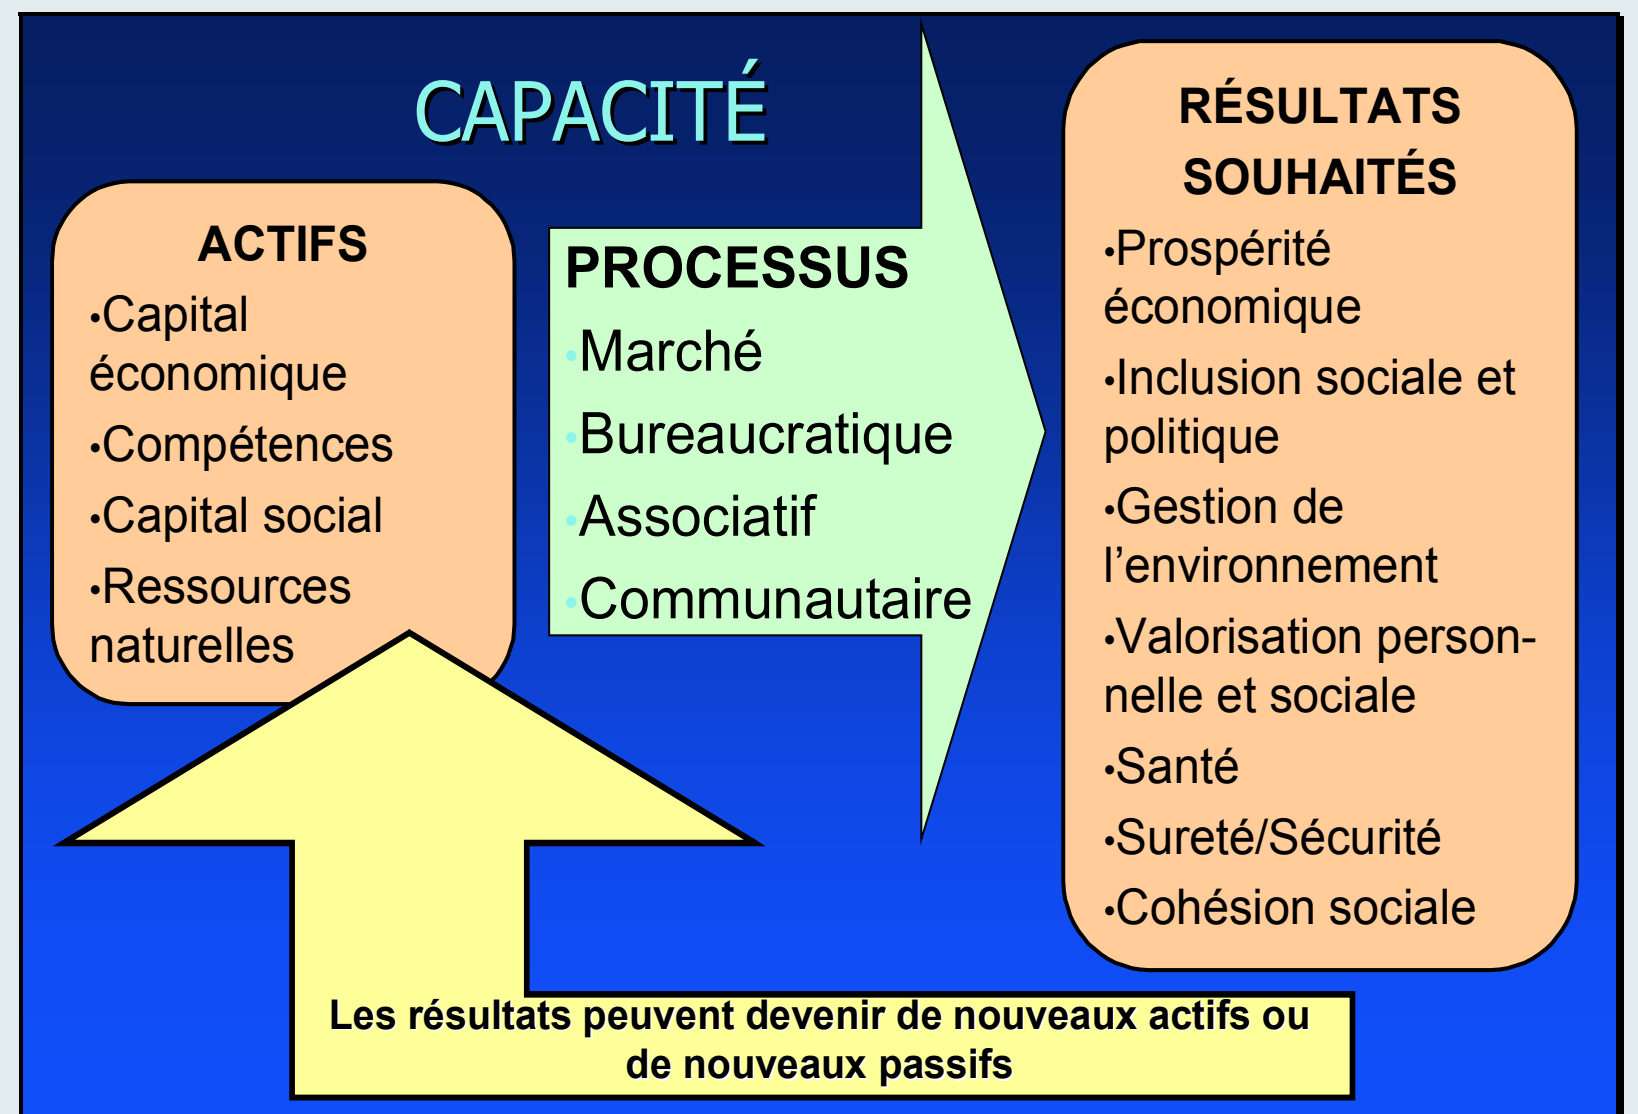 CAPACITÉ
ACTIFS
•Capital
économique
•Compétences
•Capital social
•Ressources
naturelles
PROCESSUS
•Marché
•Bureaucratique
•Associatif
•Communautaire
RÉSULTATS
SOUHAITÉS
•Prospérité
économique
•Inclusion sociale et
politique
•Gestion de
l’environnement
•Valorisation person-
nelle et sociale
•Santé
•Sureté/Sécurité
•Cohésion sociale
Les résultats peuvent devenir de nouveaux actifs ou
de nouveaux passifs